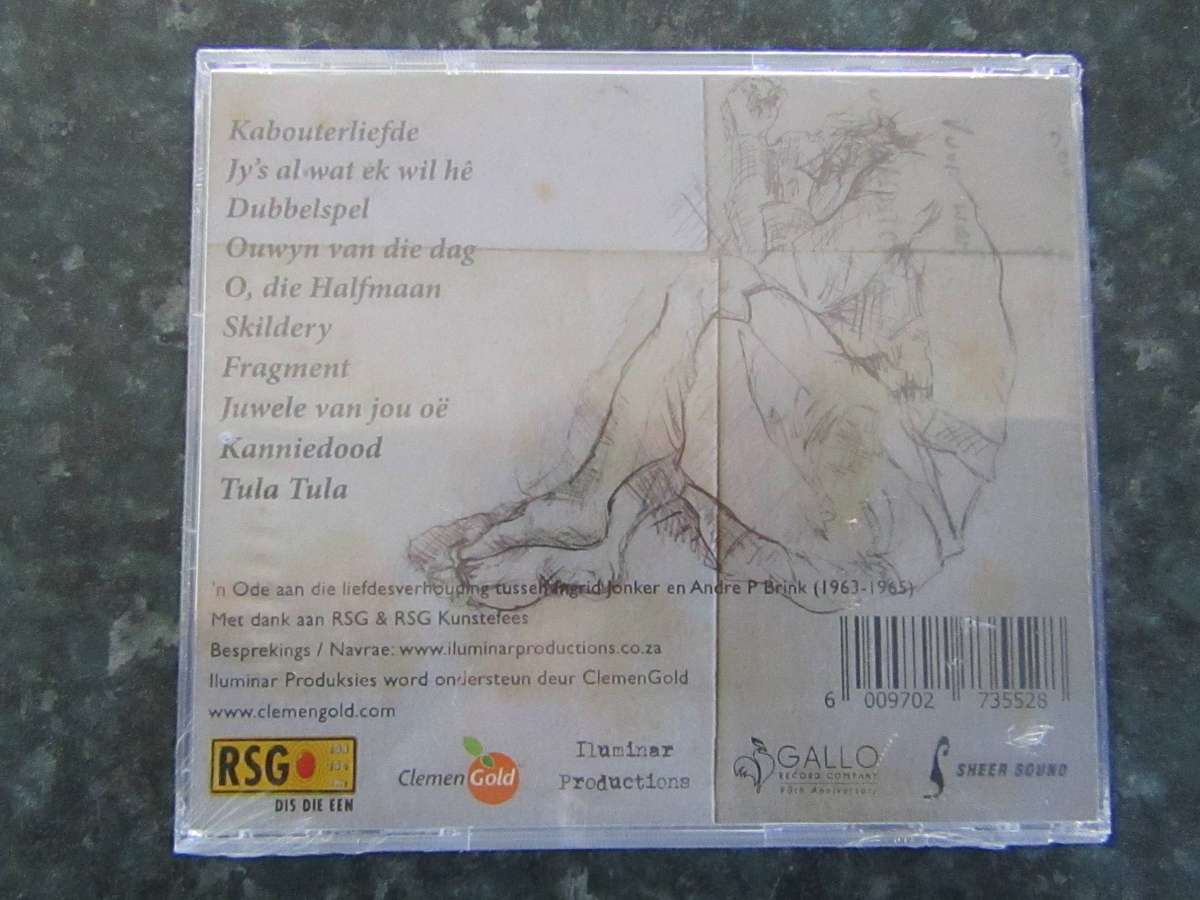 Kabouterliefde
Jy's al wat ek wil hê
Dubbelspel
Ouwyn van die dag
O, die Halfmaan
Skildery
Fragment
Juwele van jou oë
Kanniedood
Tula Tula
'n Ode aan die liefdesverhouding tussen Ingrid Jonker en Andre P Brink (1963-1965)
Met dank aan RSG & RSG Kunstefees
Besprekings / Navrae: www.iluminarproductions.co.za
Iluminar Produksies word ondersteun deur ClemenGold
www.clemengold.com
6 009702 735528
RSG
DIS DIE EEN
ClemenGold
Iluminar
Productions
GALLO
RECORD COMPANY
90th Anniversary
SHEER SOUND